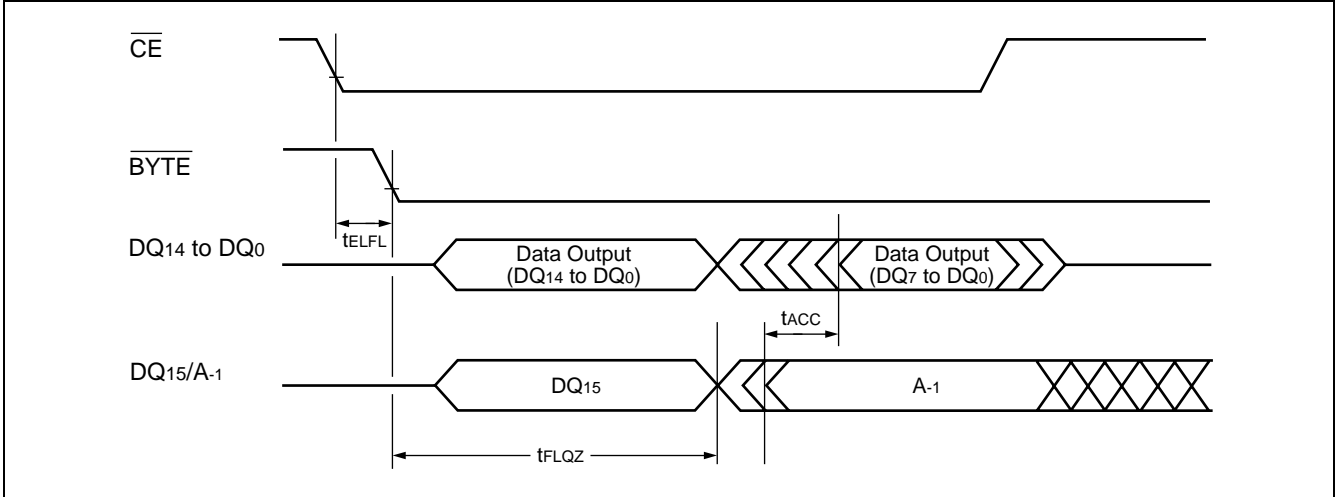 CE
BYTE
tELFL
DQ14 to DQ0
Data Output
(DQ14 to DQ0)
Data Output
(DQ7 to DQ0)
tACC
DQ15/A-1
DQ15
A-1
tFLQZ